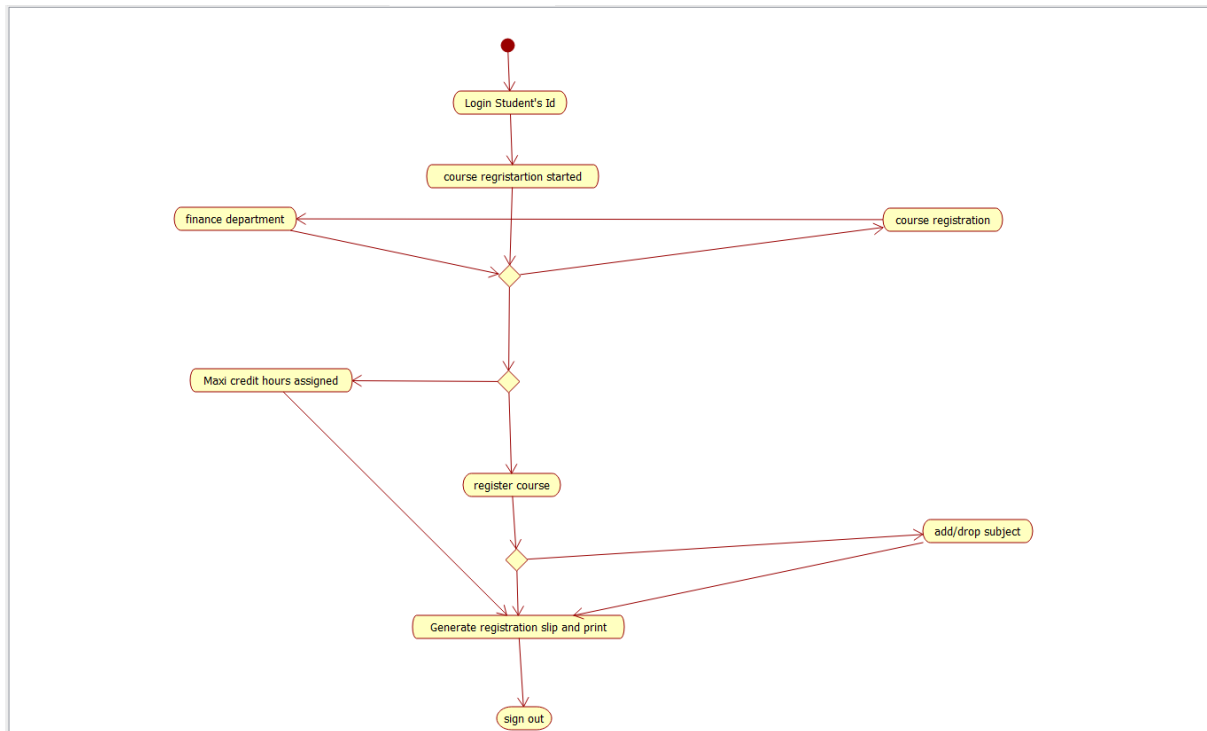 Login Student's Id
course regristartion started
finance department
course registration
Maxi credit hours assigned
register course
add/drop subject
Generate registration slip and print
sign out